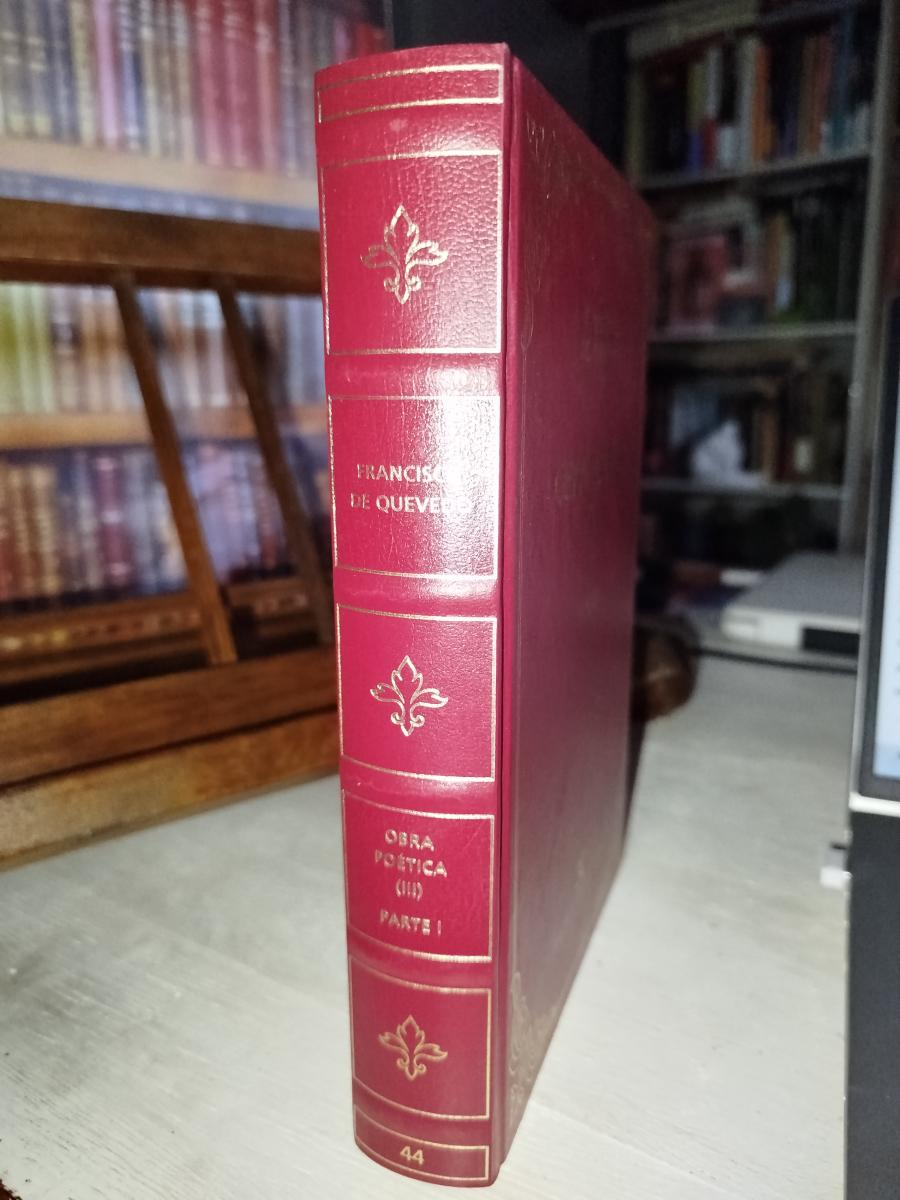 FRANCISCO
DE QUEVEDO
OBRA
POÉTICA
(III)
PARTE I
44